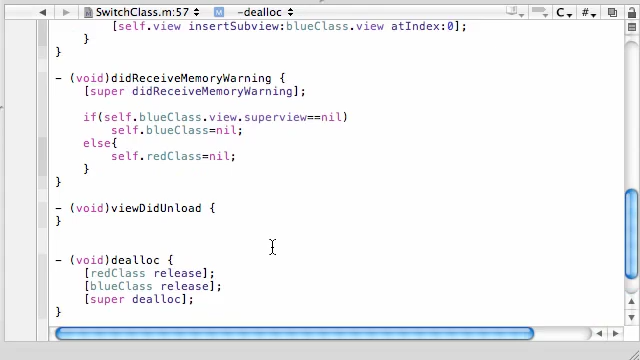 SwitchClass.m:57 M -dealloc C #
[self.view insertSubview:blueClass.view atIndex:0];
}
}
- (void)didReceiveMemoryWarning {
[super didReceiveMemoryWarning];
if(self.blueClass.view.superview==nil)
self.blueClass=nil;
else{
self.redClass=nil;
}
}
- (void)viewDidUnload {
}
- (void)dealloc {
[redClass release];
[blueClass release];
[super dealloc];
}